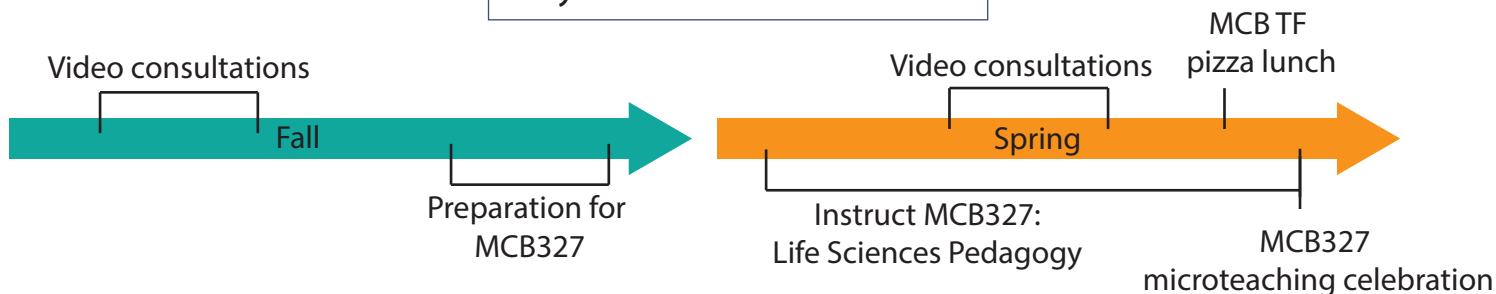 Video consultations
Fall
Preparation for
MCB327
Video consultations
MCB TF
pizza lunch
Spring
Instruct MCB327:
Life Sciences Pedagogy
MCB327
microteaching celebration